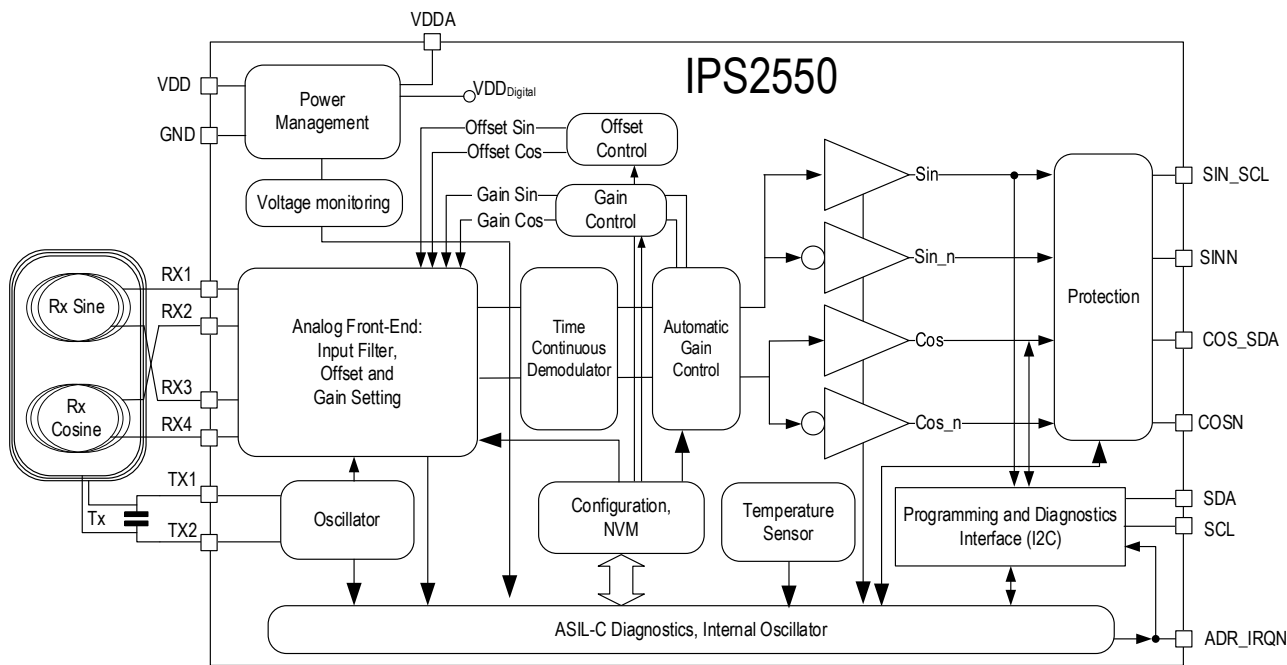 VDDA
IPS2550
VDD
GND
Power
Management
VDDDigital
Offset Sin
Offset Cos
Offset
Control
Voltage monitoring
Gain Sin
Gain Cos
Gain
Control
Sin
Sin_n
Cos
Cos_n
Protection
SIN_SCL
SINN
COS_SDA
COSN
RX1
RX2
RX3
RX4
Rx Sine
Rx
Cosine
Analog Front-End:
Input Filter,
Offset and
Gain Setting
Time
Continuous
Demodulator
Automatic
Gain
Control
TX1
Tx
TX2
Oscillator
Configuration,
NVM
Temperature
Sensor
Programming and Diagnostics
Interface (I2C)
SDA
SCL
ASIL-C Diagnostics, Internal Oscillator
ADR_IRQN